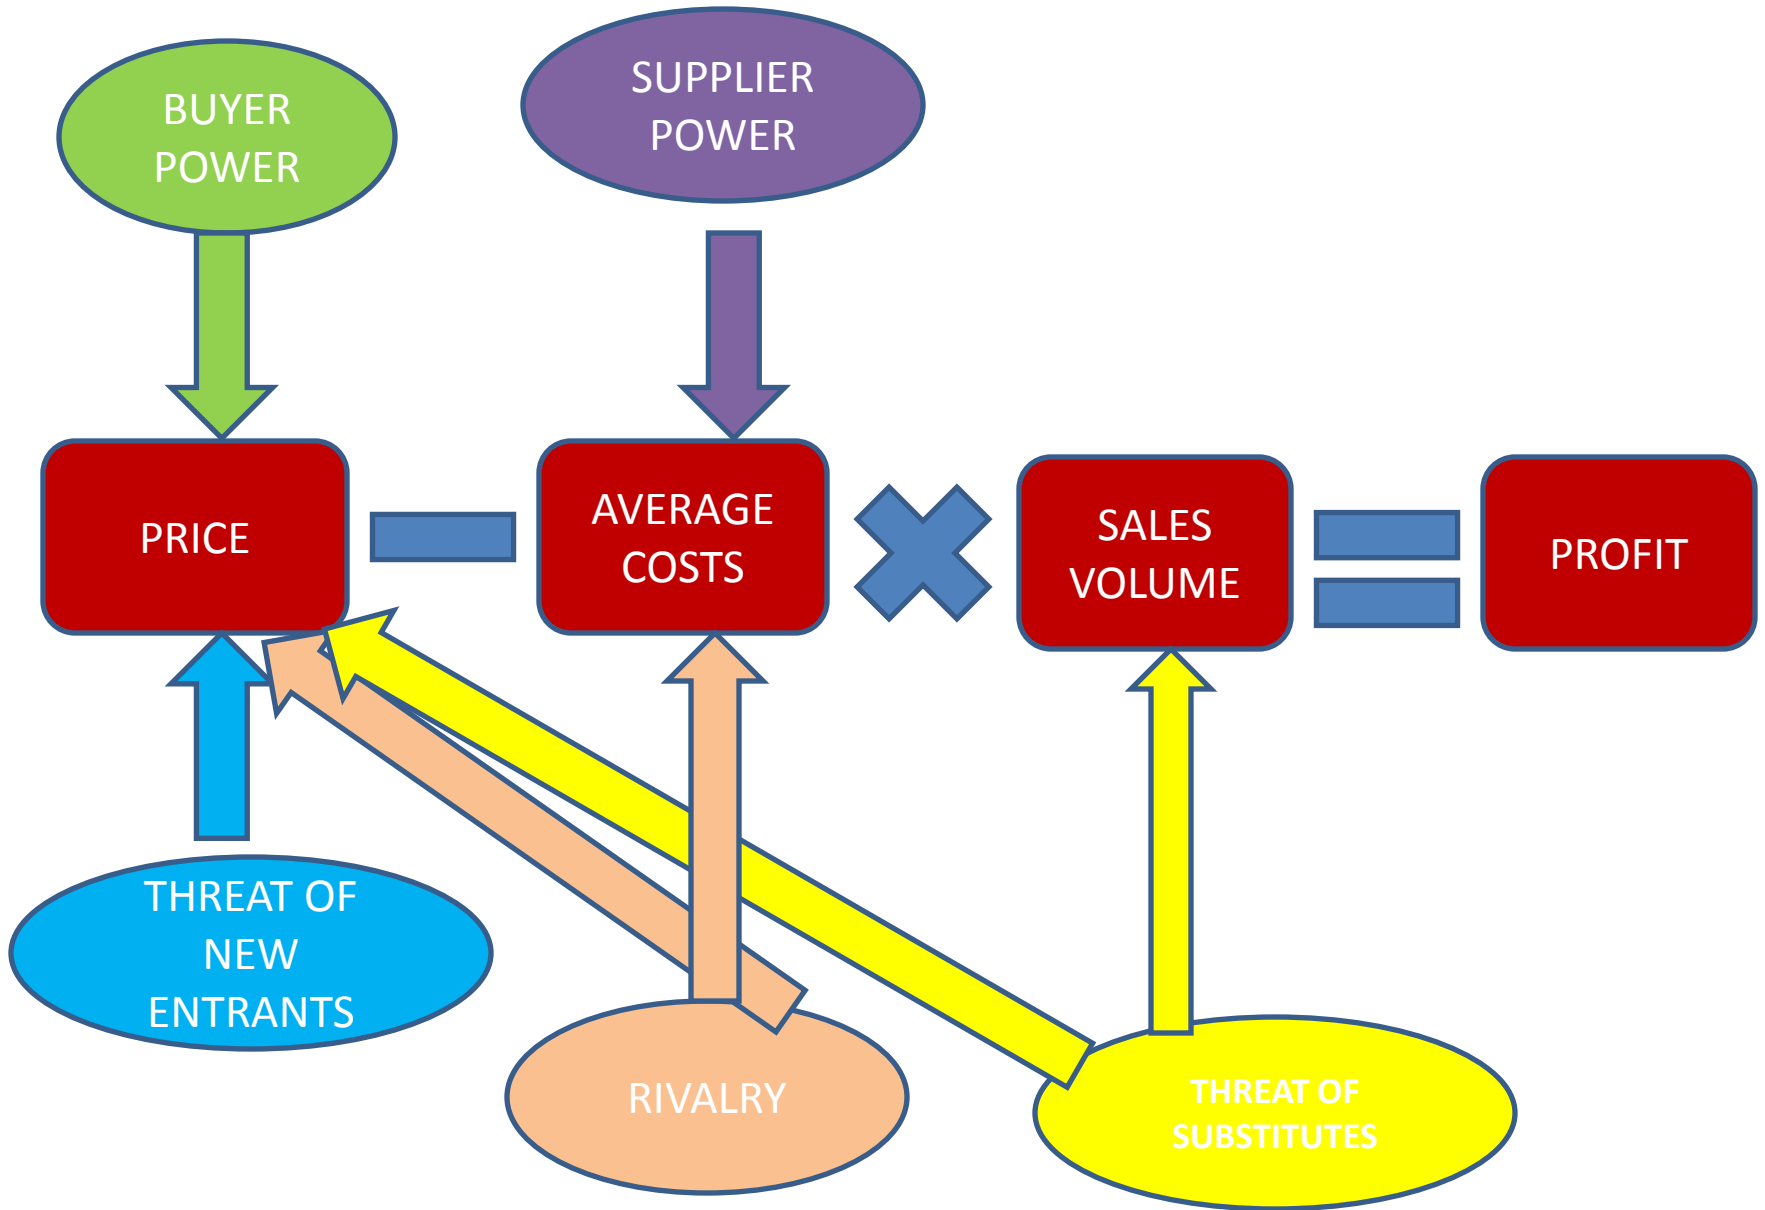 BUYER
POWER
SUPPLIER
POWER
PRICE
AVERAGE
COSTS
SALES
VOLUME
PROFIT
THREAT OF
NEW
ENTRANTS
RIVALRY
THREAT OF
SUBSTITUTES